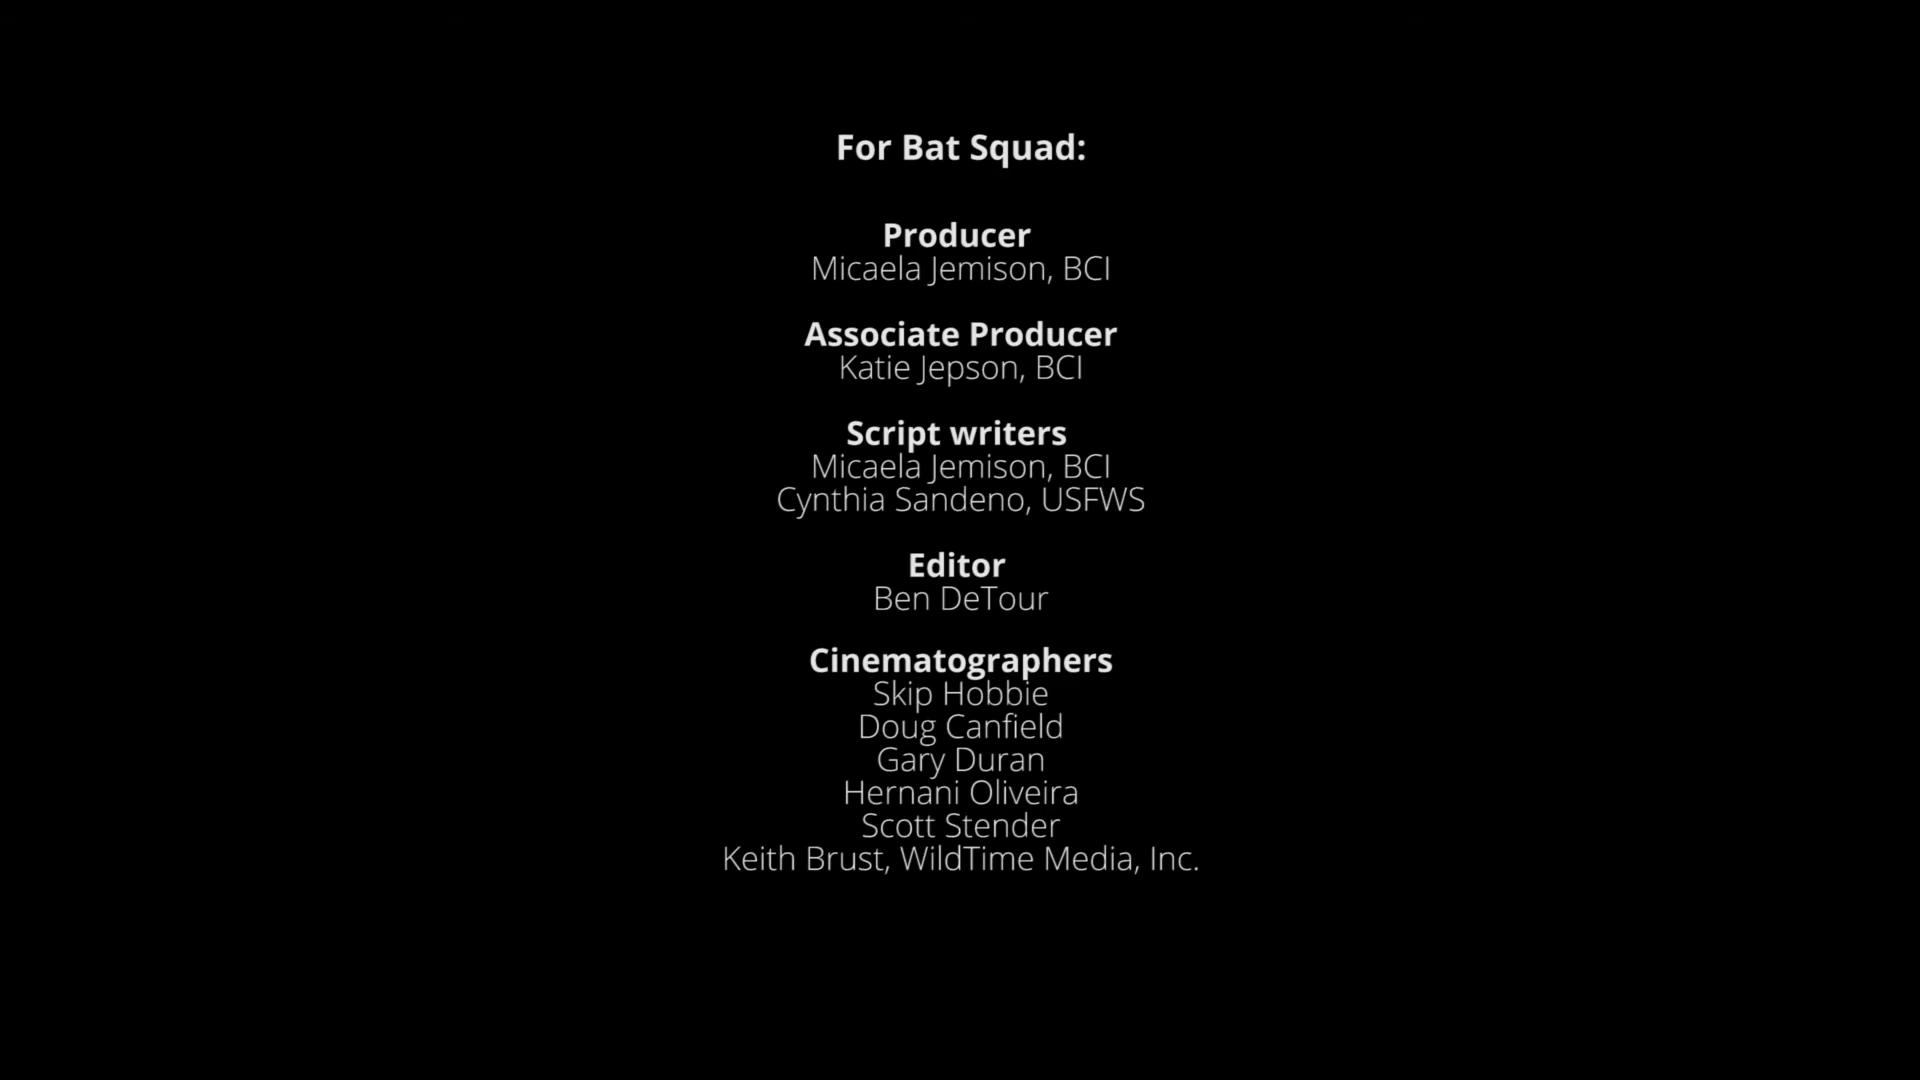 For Bat Squad:
Producer
Micaela Jemison, BCI
Associate Producer
Katie Jepson, BCI
Script writers
Micaela Jemison, BCI
Cynthia Sandeno, USFWS
Editor
Ben DeTour
Cinematographers
Skip Hobbie
Doug Canfield
Gary Duran
Hernani Oliveira
Scott Stender
Keith Brust, WildTime Media, Inc.